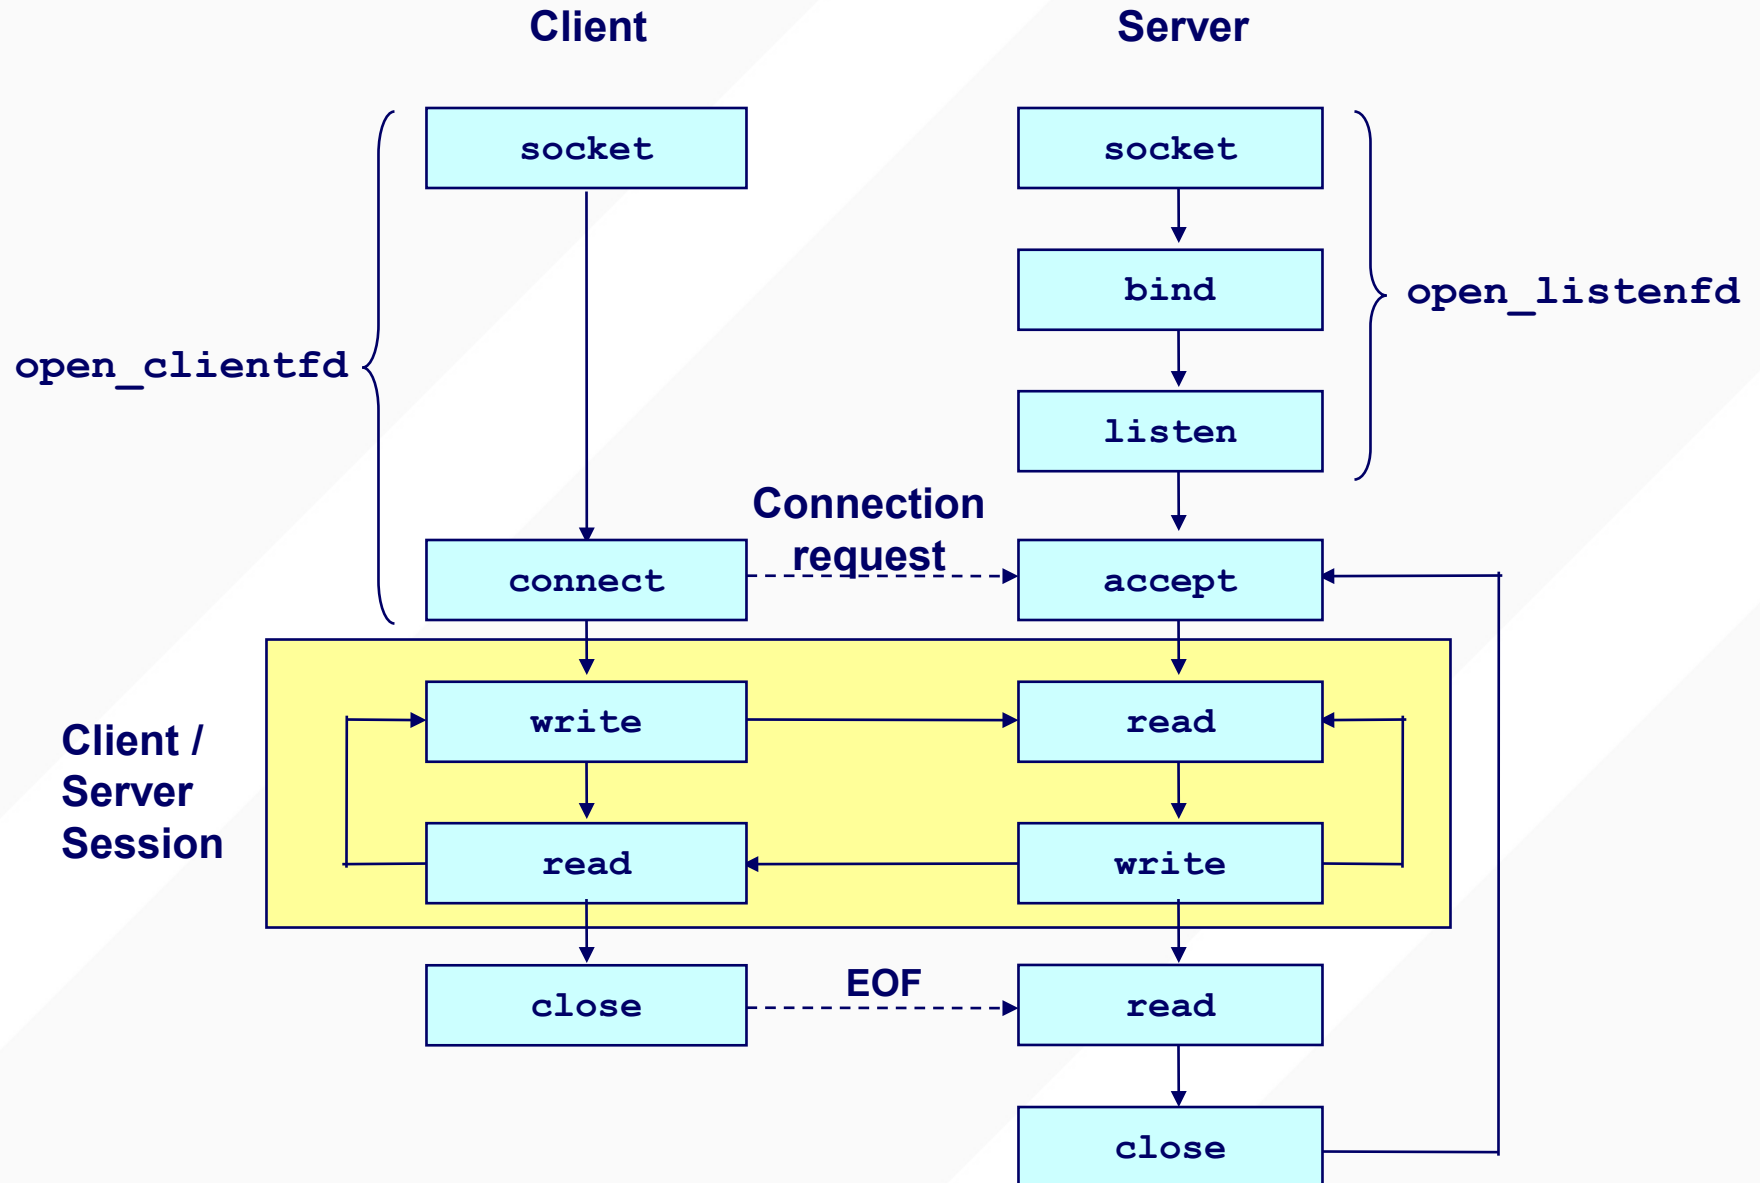 Client
Server
socket
socket
bind
open_listenfd
open_clientfd
listen
Connection
request
connect
accept
write
read
Client /
Server
Session
read
write
close
EOF
read
close